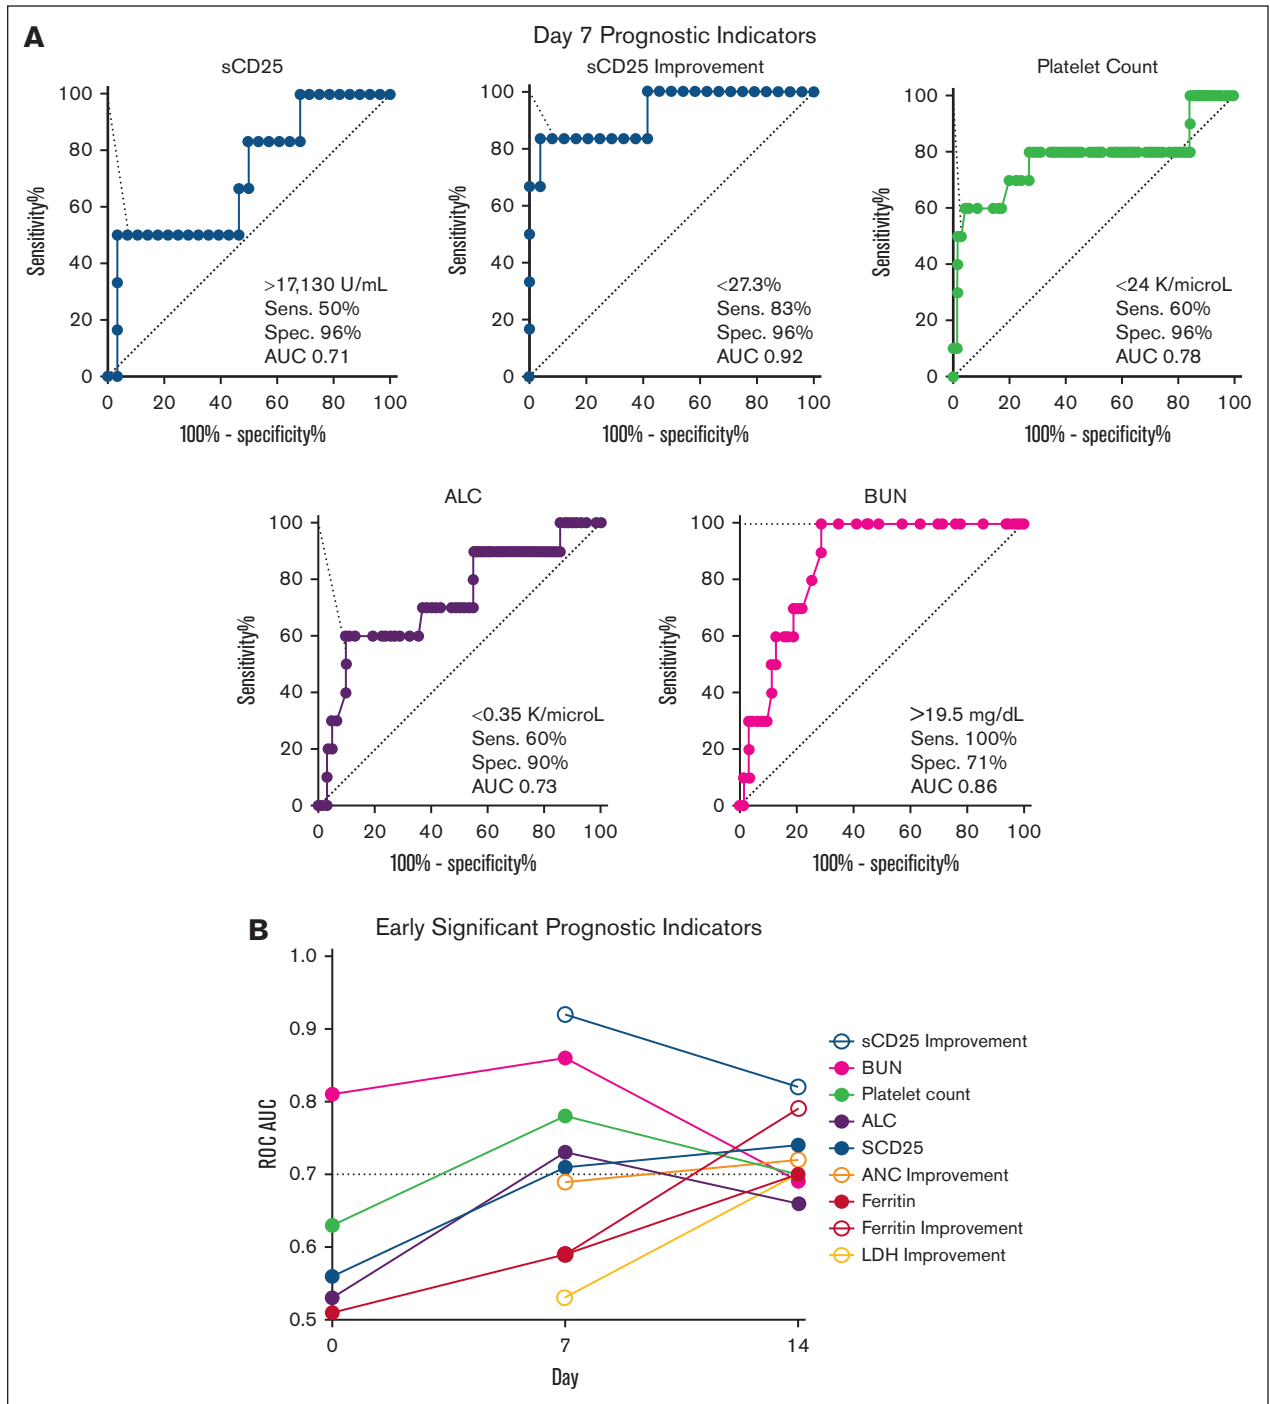 A
Day 7 Prognostic Indicators
sCD25
100
80
60
40
20
0
Sensitivity%
>17,130 U/mL
Sens. 50%
Spec. 96%
AUC 0.71
0 20 40 60 80 100
100% - specificity%
sCD25 Improvement
100
80
60
40
20
0
Sensitivity%
<27.3%
Sens. 83%
Spec. 96%
AUC 0.92
0 20 40 60 80 100
100% - specificity%
Platelet Count
100
80
60
40
20
0
Sensitivity%
<24 K/microL
Sens. 60%
Spec. 96%
AUC 0.78
0 20 40 60 80 100
100% - specificity%
ALC
100
80
60
40
20
0
Sensitivity%
<0.35 K/microL
Sens. 60%
Spec. 90%
AUC 0.73
0 20 40 60 80 100
100% - specificity%
BUN
100
80
60
40
20
0
Sensitivity%
>19.5 mg/dL
Sens. 100%
Spec. 71%
AUC 0.86
0 20 40 60 80 100
100% - specificity%
B
Early Significant Prognostic Indicators
1.0
0.9
0.8
0.7
0.6
0.5
ROC AUC
0 7 14
Day
sCD25 Improvement
BUN
Platelet count
ALC
SCD25
ANC Improvement
Ferritin
Ferritin Improvement
LDH Improvement